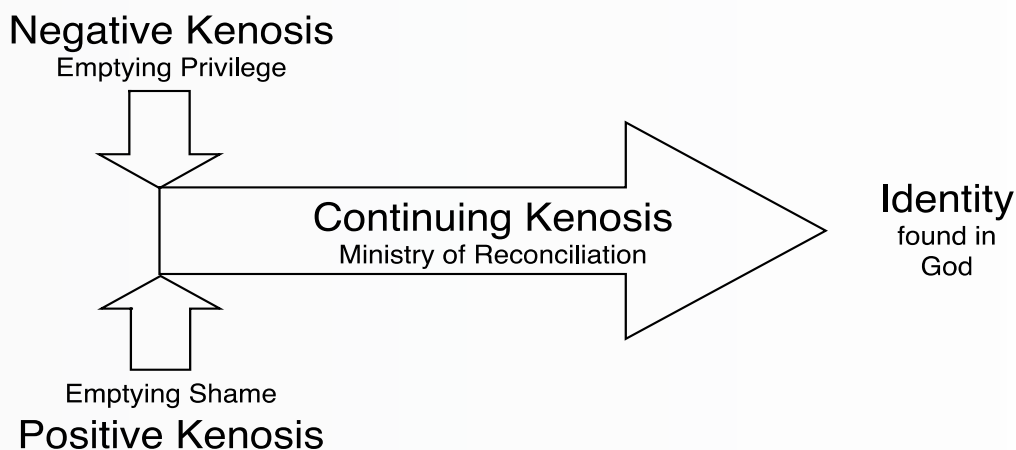 Negative Kenosis
Emptying Privilege
Continuing Kenosis
Ministry of Reconciliation
Identity
found in
God
Emptying Shame
Positive Kenosis